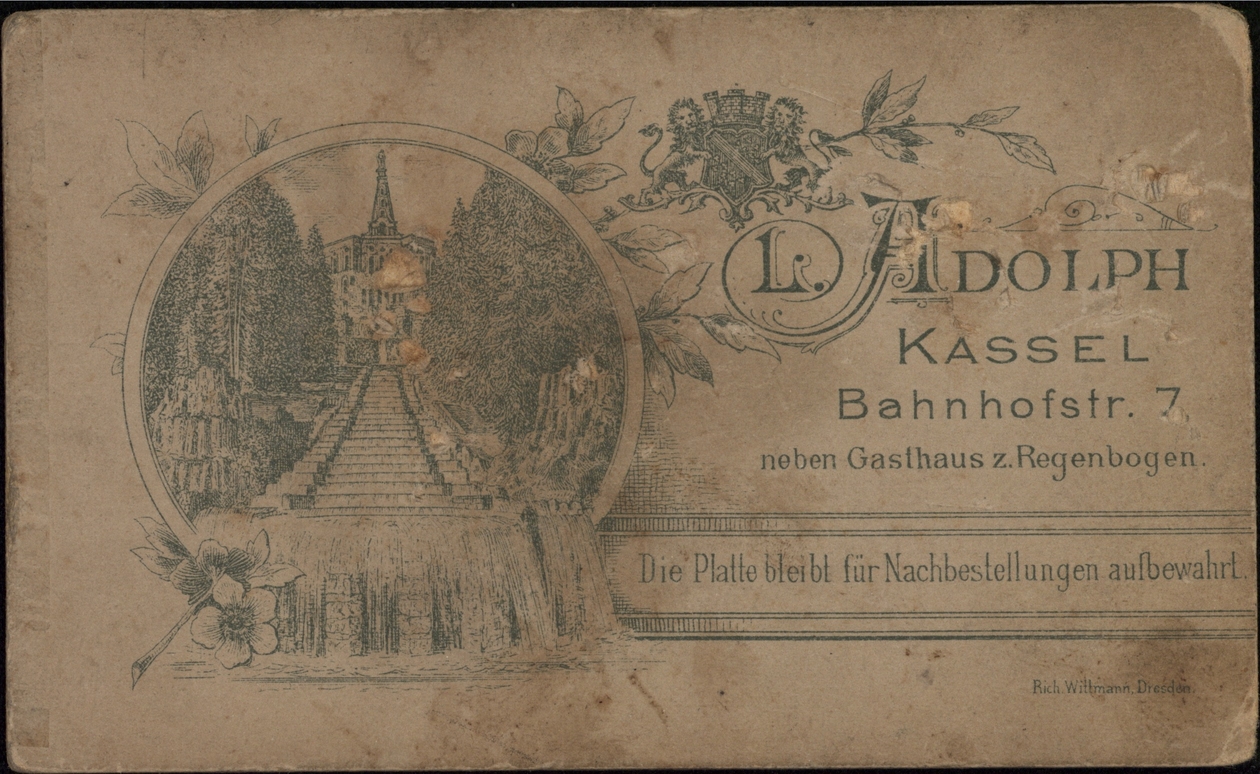 L. Adolph
Kassel
Bahnhofstr. 7,
neben Gasthaus z. Regenbogen.
Die Platte bleibt für Nachbestellungen aufbewahrt.
Rich. Wittmann, Dresden.